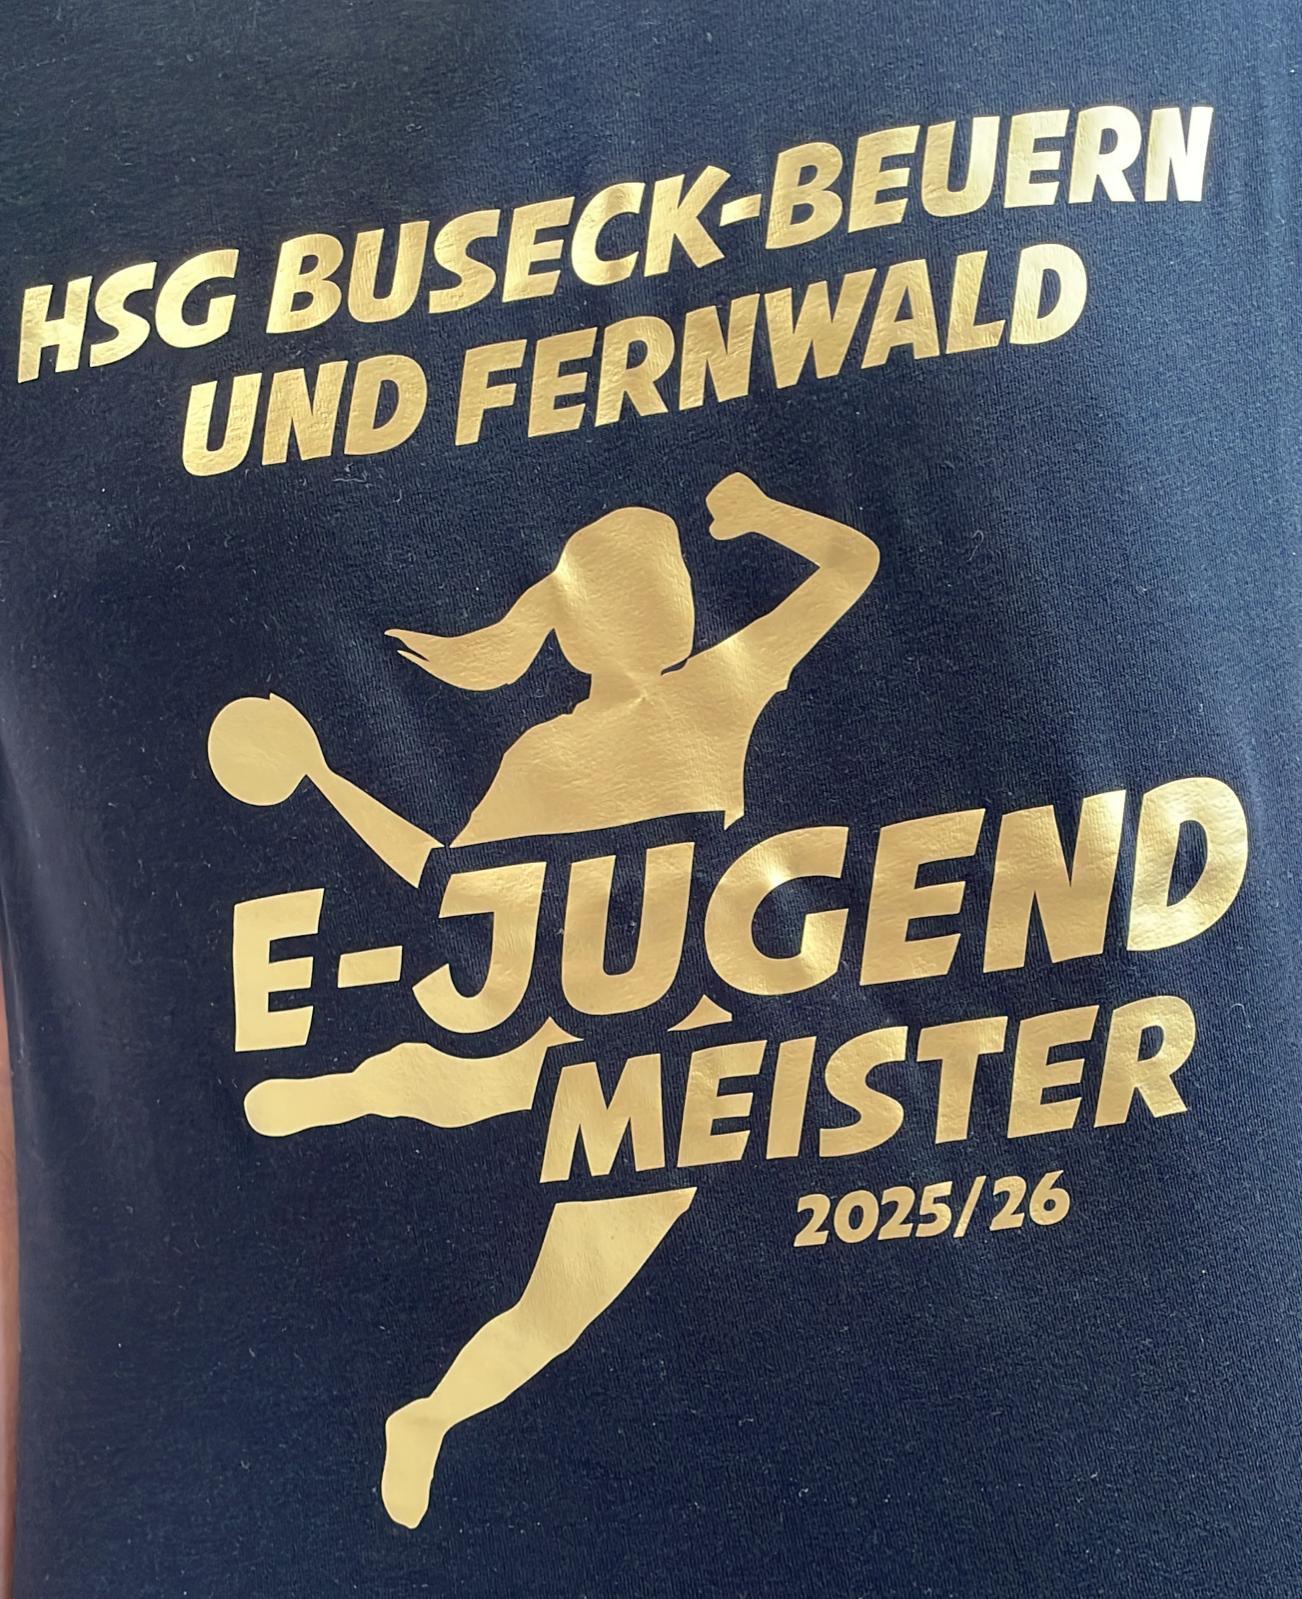 HSG BUSECK-BEUERN
UND FERNWALD
E-JUGEND
MEISTER
2025/26